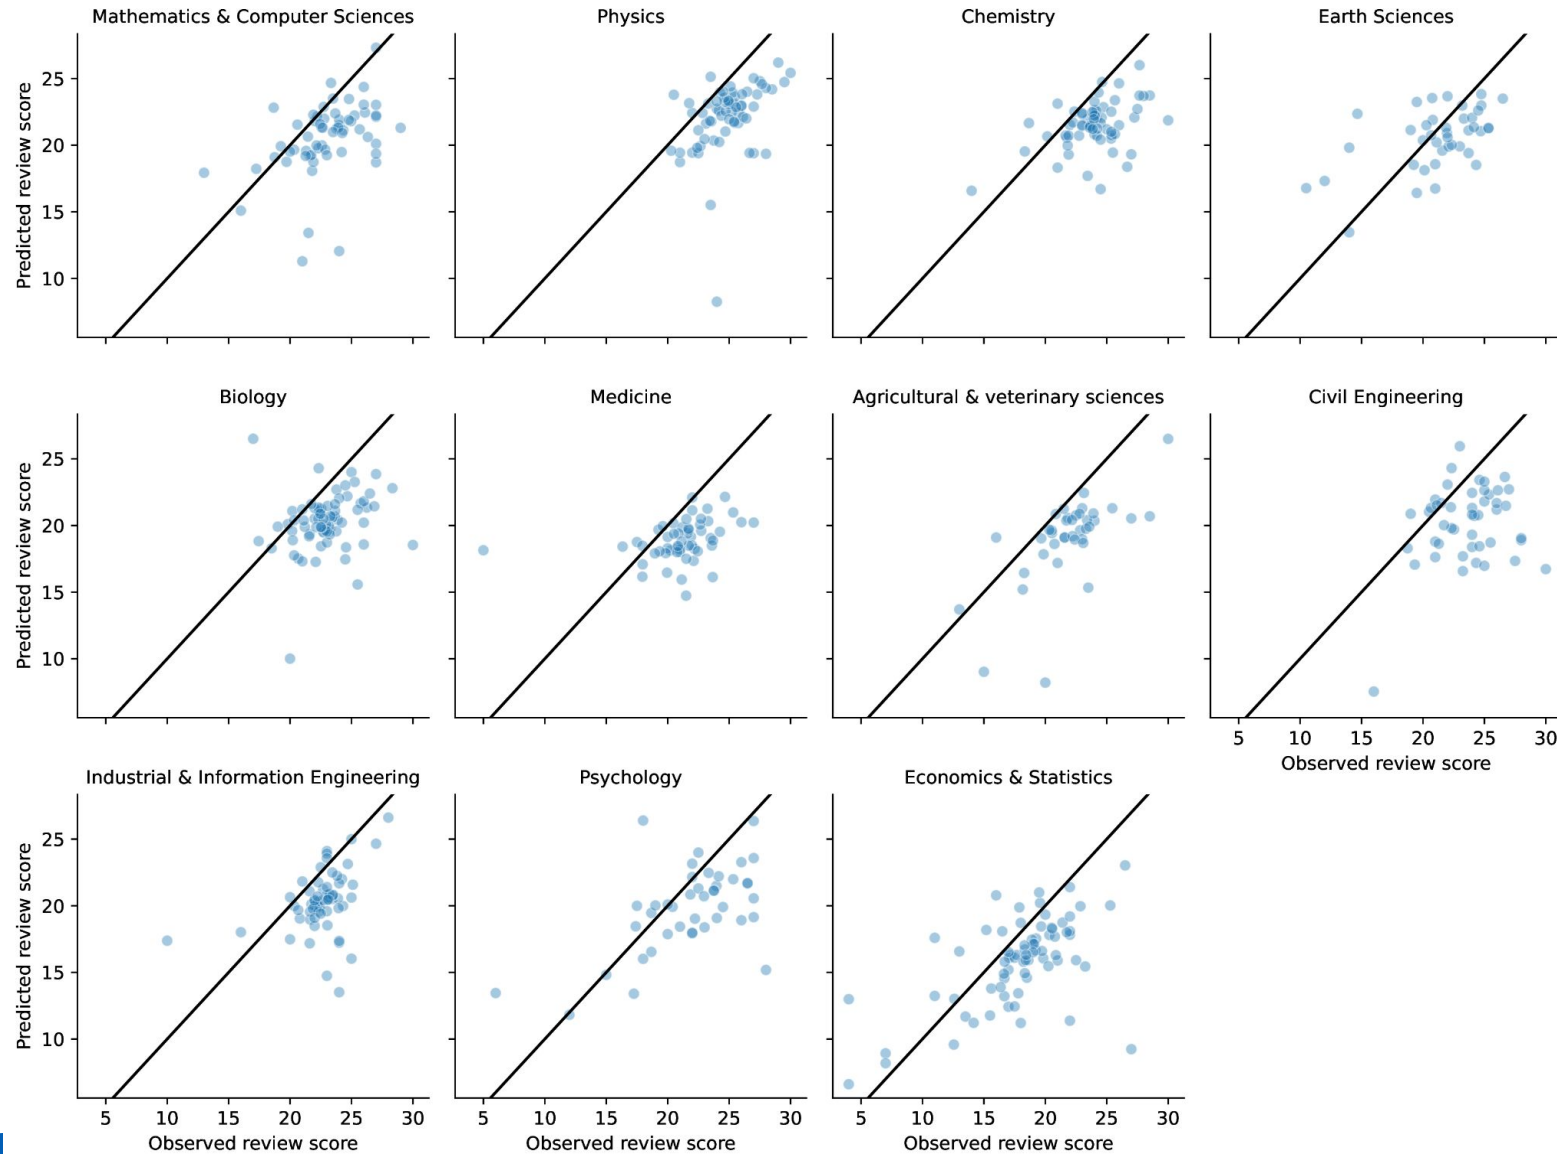 Mathematics & Computer Sciences
Physics
Chemistry
Earth Sciences
Predicted review score
25
20
15
10
Biology
Medicine
Agricultural & veterinary sciences
Civil Engineering
Predicted review score
25
20
15
10
5 10 15 20 25 30
Observed review score
Industrial & Information Engineering
Psychology
Economics & Statistics
Predicted review score
25
20
15
10
5 10 15 20 25 30
5 10 15 20 25 30
5 10 15 20 25 30
Observed review score
Observed review score
Observed review score